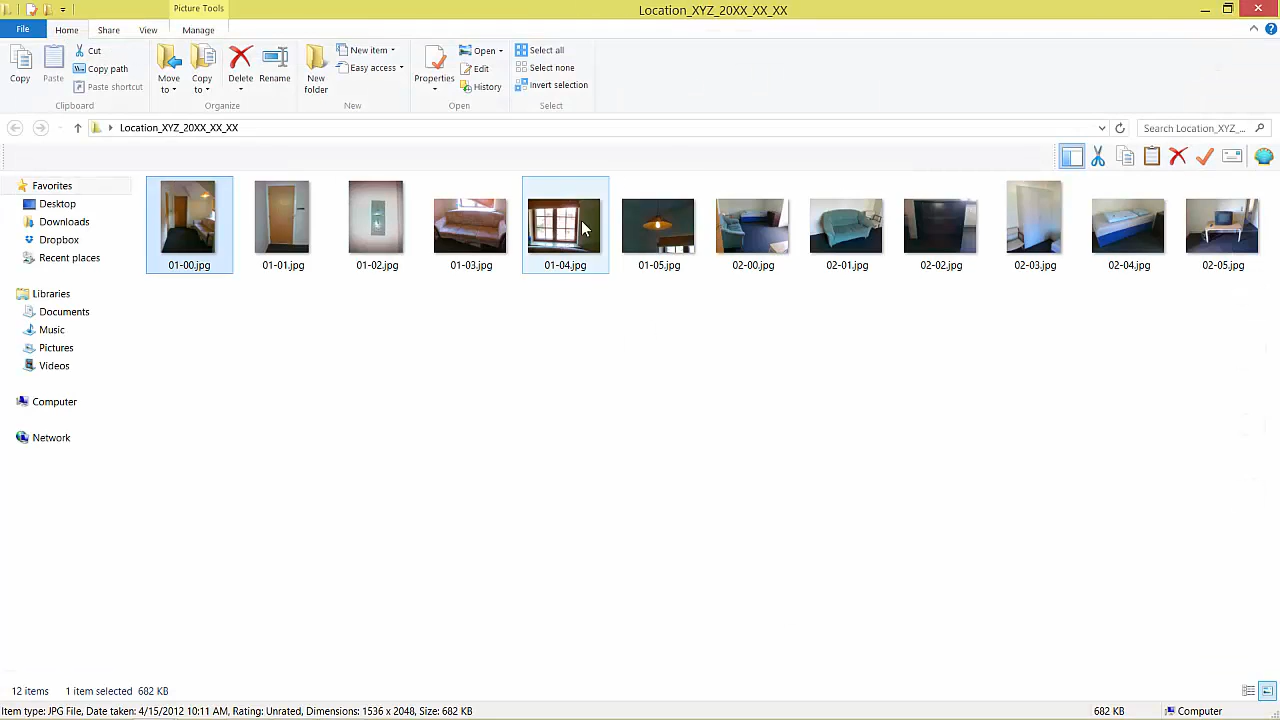 Picture Tools
Location_XYZ_20XX_XX_XX
File
Home
Share
View
Manage
Copy
Paste
Cut
Copy path
Paste shortcut
Clipboard
Move to
Copy to
Delete
Rename
Organize
New folder
New item
Easy access
New
Properties
Open
Edit
History
Open
Select all
Select none
Invert selection
Select
Location_XYZ_20XX_XX_XX
Search Location_XYZ_...
Favorites
Desktop
Downloads
Dropbox
Recent places
Libraries
Documents
Music
Pictures
Videos
Computer
Network
01-00.jpg
01-01.jpg
01-02.jpg
01-03.jpg
01-04.jpg
01-05.jpg
02-00.jpg
02-01.jpg
02-02.jpg
02-03.jpg
02-04.jpg
02-05.jpg
12 items
1 item selected 682 KB
Item type: JPG File, Date taken: 4/15/2012 10:11 AM, Rating: Unrated, Dimensions: 1536 x 2048, Size: 682 KB
682 KB
Computer